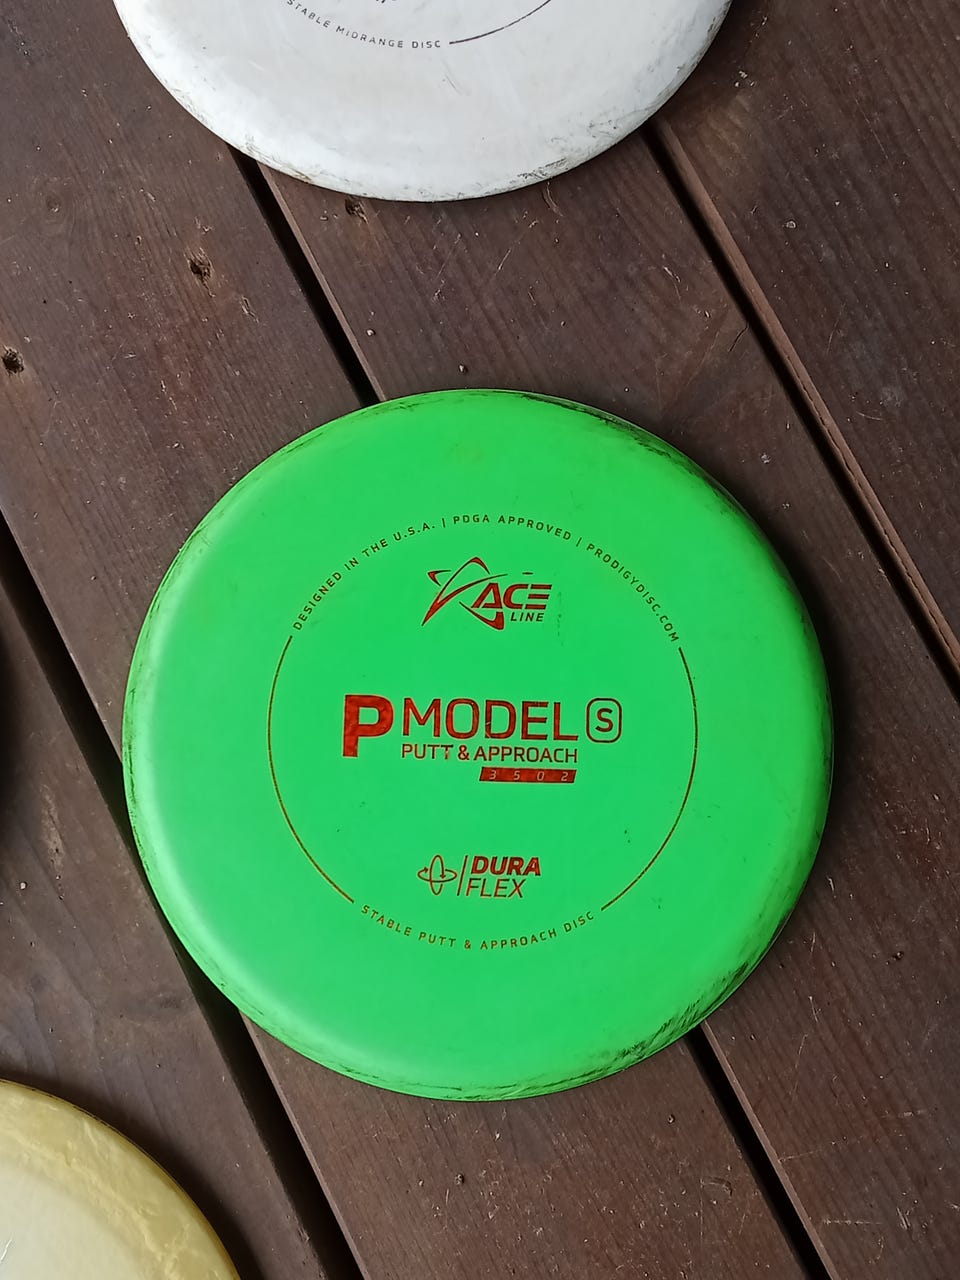 STABLE MIDRANGE DISC
DESIGNED IN THE U.S.A. | PDGA APPROVED | PRODIGYDISC.COM
ACE
LINE
P MODEL S
PUTT & APPROACH
3 5 0 2
DURA
FLEX
STABLE PUTT & APPROACH DISC